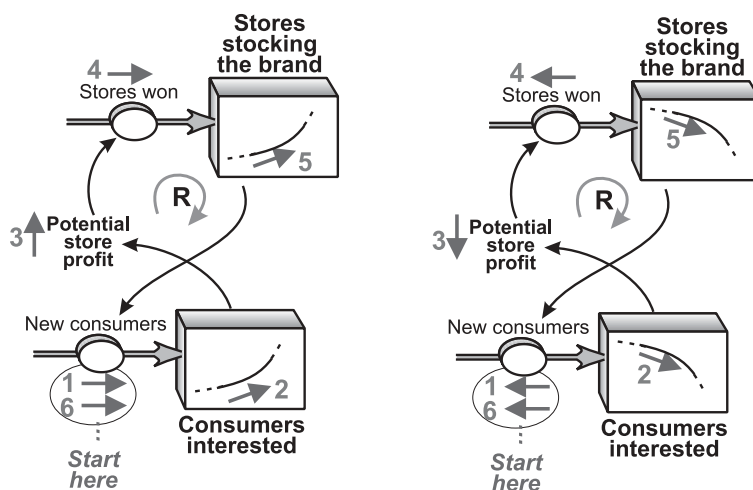 Stores
stocking
the brand
4
Stores won
5
R
3
Potential
store
profit
New consumers
1
6
2
Consumers
interested
Start
here
Stores
stocking
the brand
4
Stores won
5
R
3
Potential
store
profit
New consumers
1
6
2
Consumers
interested
Start
here